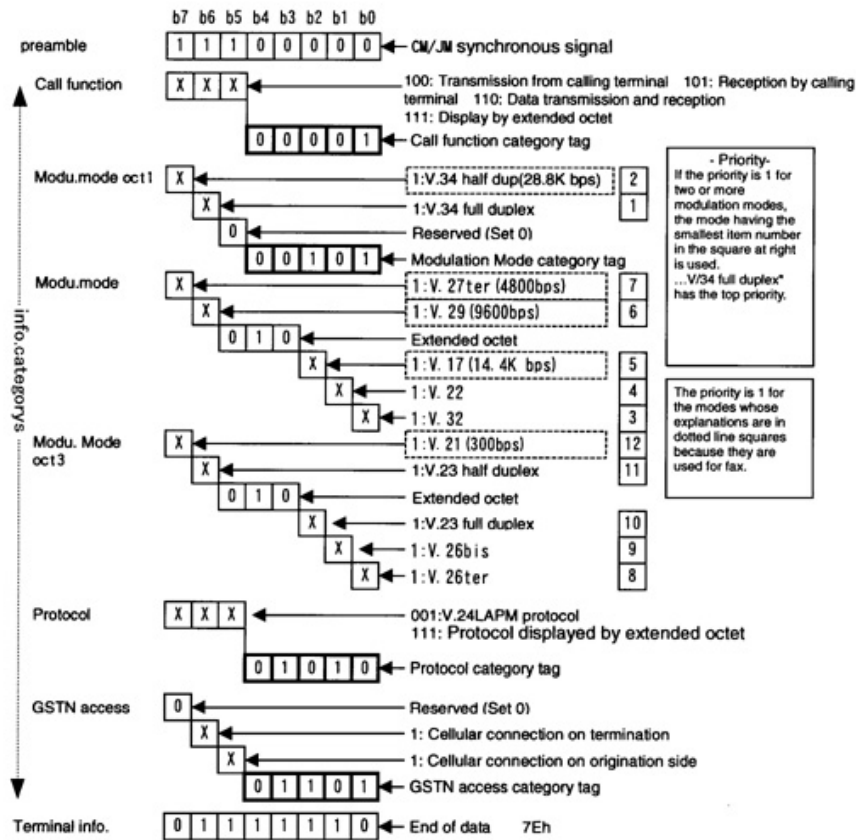 b7 b6 b5 b4 b3 b2 b1 b0
preamble 1 1 1 0 0 0 0 0 CM/JM synchronous signal
Call function X X X 100: Transmission from calling terminal 101: Reception by calling
terminal 110: Data transmission and reception
111: Display by extended octet
0 0 0 0 1 Call function category tag
Modu.mode oct1 X 1:V.34 half dup(28.8K bps) 2
X 1:V.34 full duplex 1
0 Reserved (Set 0)
0 0 1 0 1 Modulation Mode category tag
Modu.mode X 1:V. 27ter (4800bps) 7
X 1:V. 29 (9600bps) 6
0 1 0 Extended octet
X 1:V. 17 (14. 4K bps) 5
X 1:V. 22 4
X 1:V. 32 3
Modu. Mode X 1:V. 21 (300bps) 12
oct3
X 1:V.23 half duplex 11
0 1 0 Extended octet
X 1:V.23 full duplex 10
X 1:V. 26bis 9
X 1:V. 26ter 8
Protocol X X X 001:V.24LAPM protocol
111: Protocol displayed by extended octet
0 1 0 1 0 Protocol category tag
GSTN access 0 Reserved (Set 0)
X 1: Cellular connection on termination
X 1: Cellular connection on origination side
0 1 1 0 1 GSTN access category tag
Terminal info. 0 1 1 1 1 1 1 0 End of data 7Eh
info.categorys
- Priority-
If the priority is 1 for
two or more
modulation modes,
the mode having the
smallest item number
in the square at right
is used.
...V/34 full duplex"
has the top priority.
The priority is 1 for
the modes whose
explanations are in
dotted line squares
because they are
used for fax.